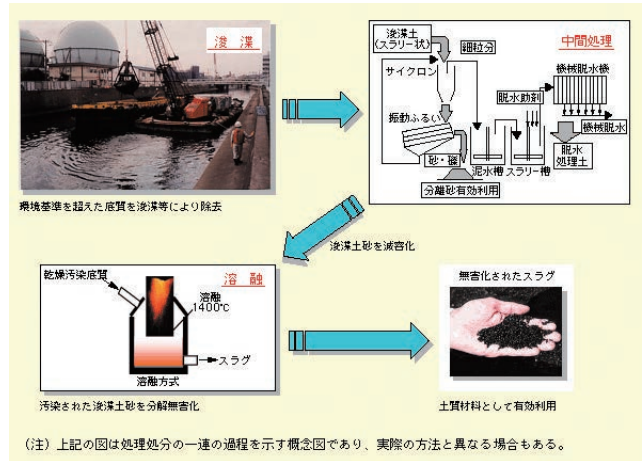 浚渫
環境基準を超えた底質を浚渫等により除去
中間処理
浚渫土
(スラリー状)
細粒分
サイクロン
機械脱水機
脱水助剤
振動ふるい
機械脱水
砂・礫
泥水槽
スラリー槽
脱水
処理土
分離砂有効利用
浚渫土砂を減容化
溶融
乾燥汚染底質
溶融
1400℃
スラグ
溶融方式
汚染された浚渫土砂を分解無害化
無害化されたスラグ
土質材料として有効利用
(注)上記の図は処理処分の一連の過程を示す概念図であり、実際の方法と異なる場合もある。